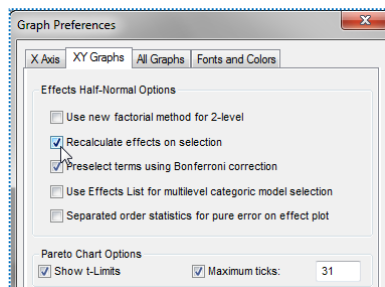 Graph Preferences
X Axis XY Graphs All Graphs Fonts and Colors
Effects Half-Normal Options
Use new factorial method for 2-level
Recalculate effects on selection
Preselect terms using Bonferroni correction
Use Effects List for multilevel categoric model selection
Separated order statistics for pure error on effect plot
Pareto Chart Options
Show t-Limits Maximum ticks: 31